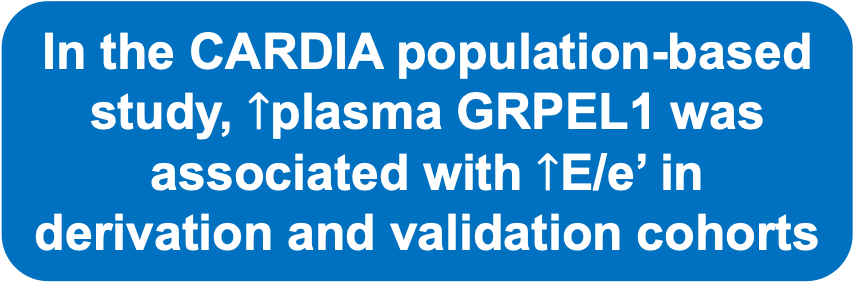 In the CARDIA population-based
study, ↑plasma GRPEL1 was
associated with ↑E/e’ in
derivation and validation cohorts